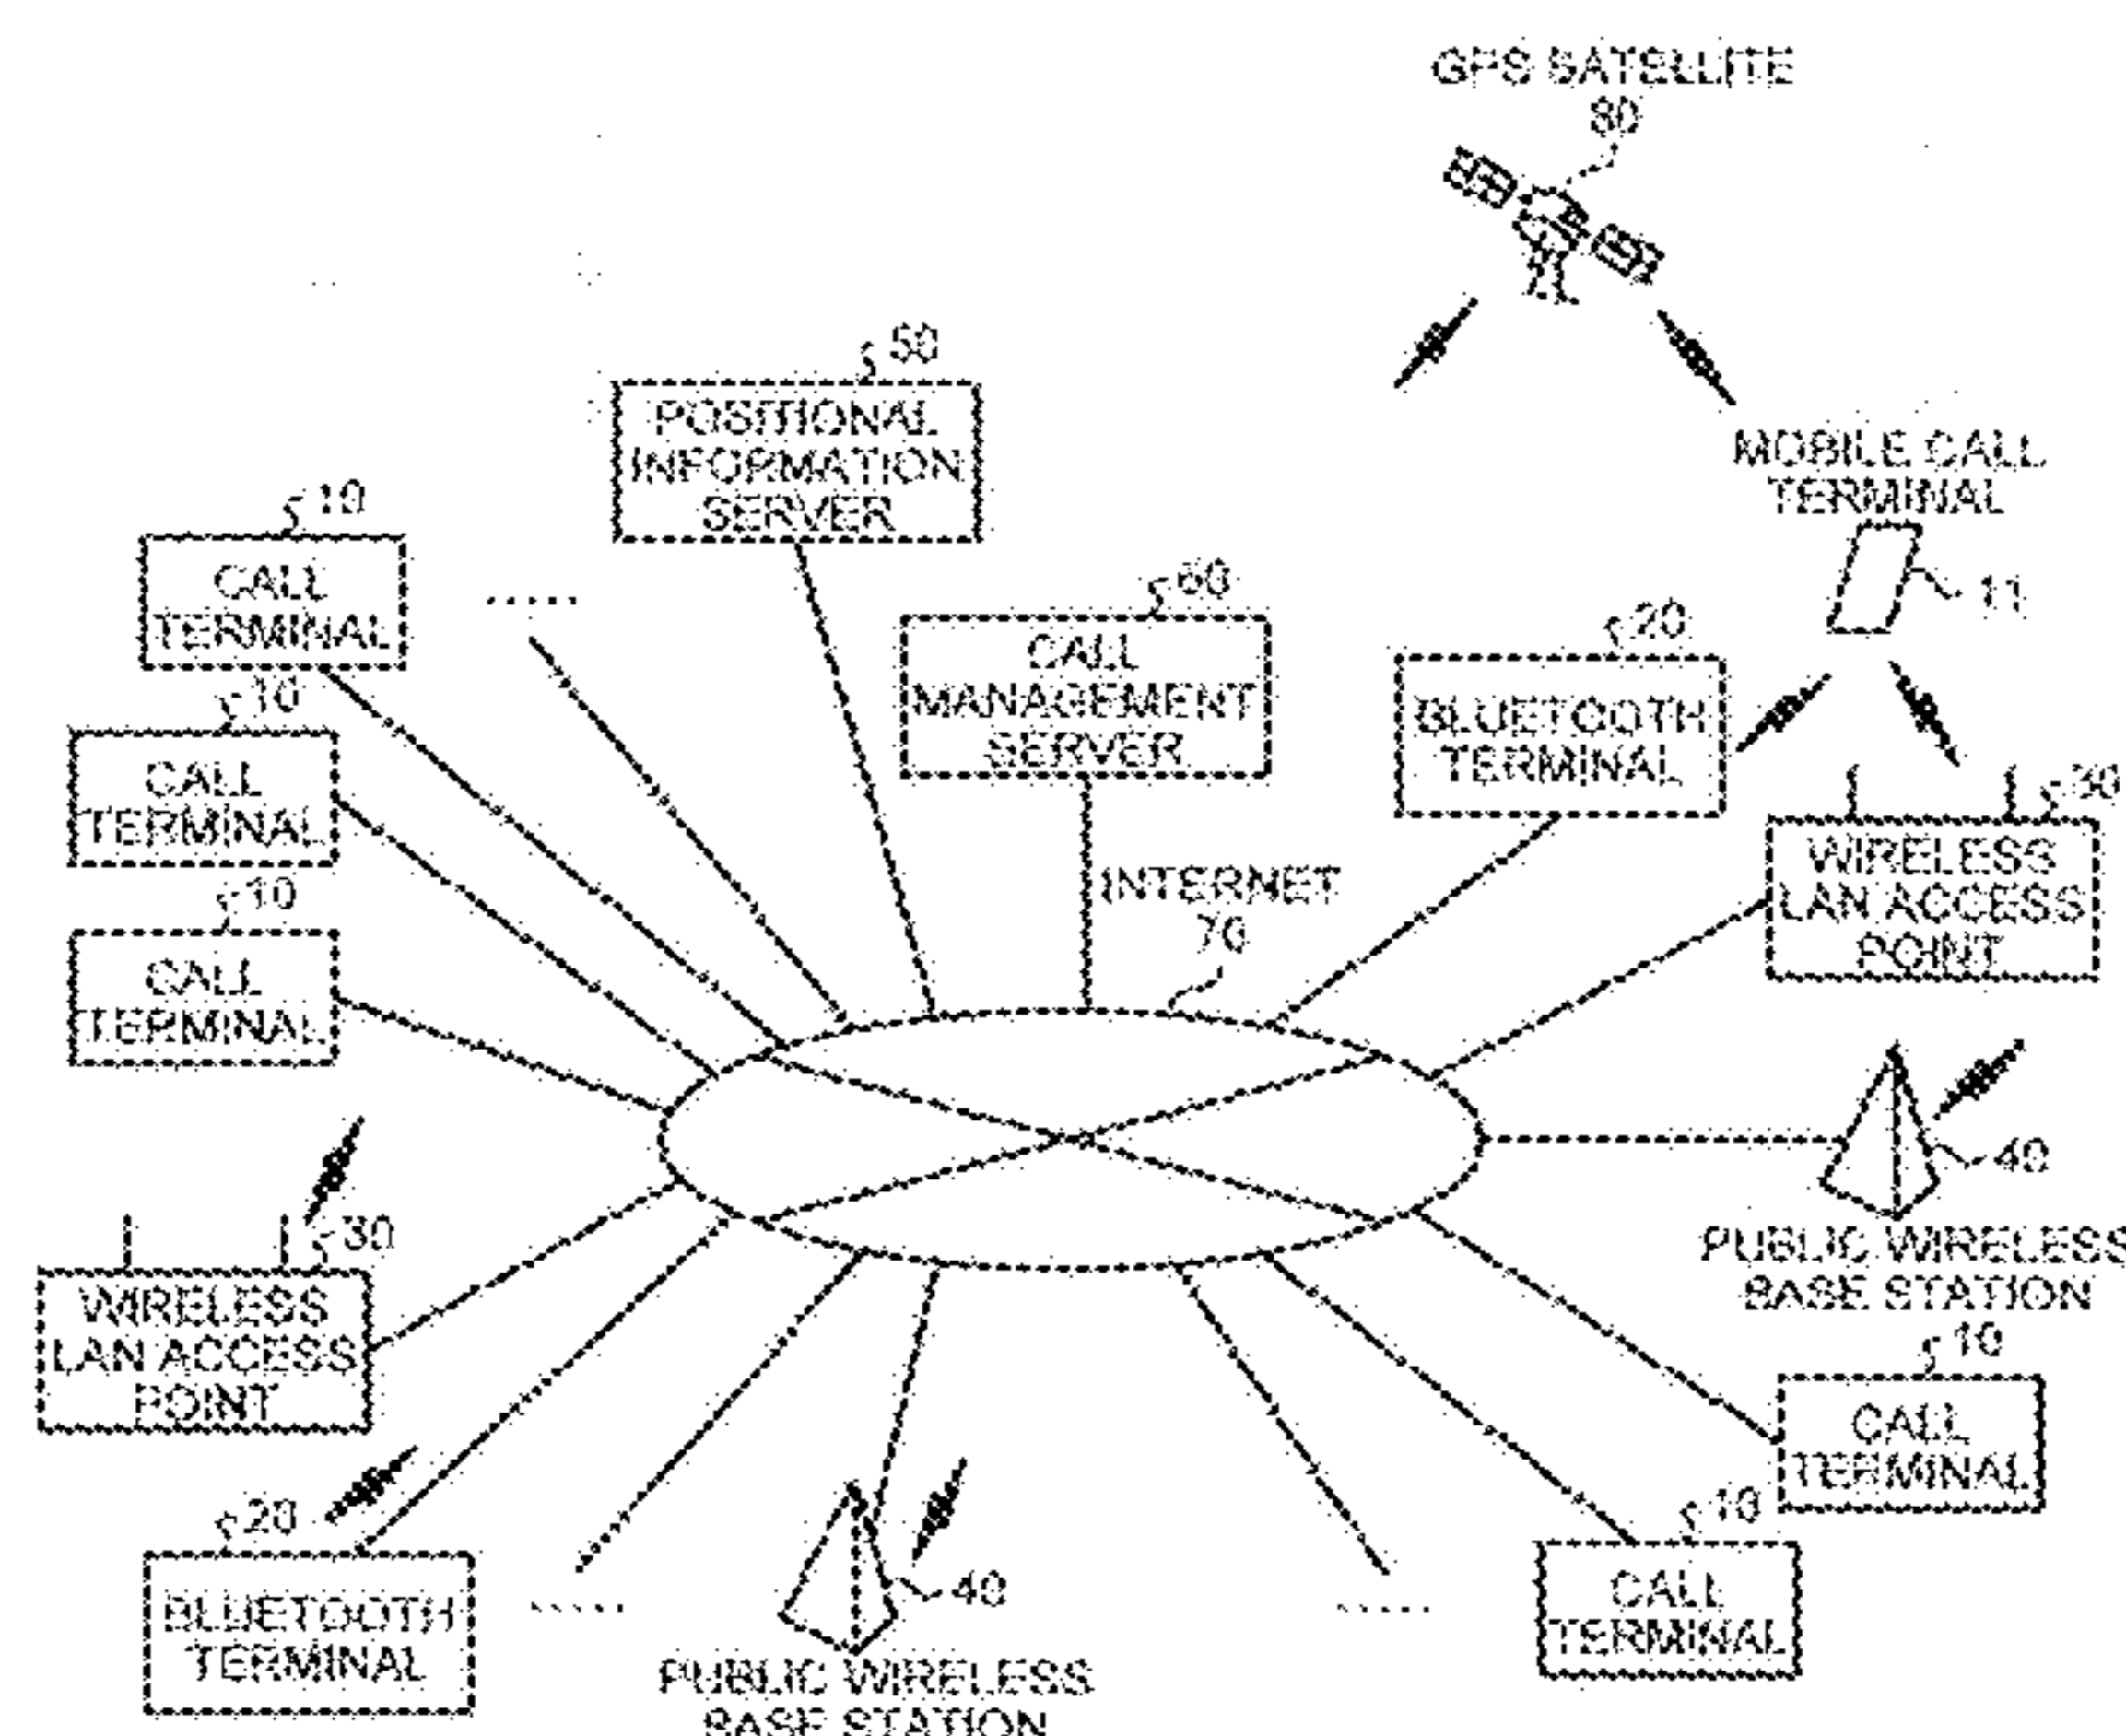 GPS SATELLITE
80
50
POSITIONAL
INFORMATION
SERVER
MOBILE CALL
TERMINAL
11
10
CALL
TERMINAL
60
CALL
MANAGEMENT
SERVER
20
BLUETOOTH
TERMINAL
10
CALL
TERMINAL
30
WIRELESS
LAN ACCESS
POINT
INTERNET
70
10
CALL
TERMINAL
40
PUBLIC WIRELESS
BASE STATION
30
WIRELESS
LAN ACCESS
POINT
10
CALL
TERMINAL
20
BLUETOOTH
TERMINAL
40
PUBLIC WIRELESS
BASE STATION
10
CALL
TERMINAL